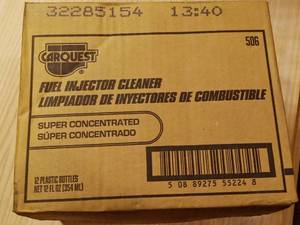 32285154 13:40
506
CARQUEST
FUEL INJECTOR CLEANER
LIMPIADOR DE INYECTORES DE COMBUSTIBLE
SUPER CONCENTRATED
SÚPER CONCENTRADO
12 PLASTIC BOTTLES
NET 12 FL OZ (354 ML)
5 08 89275 55224 8